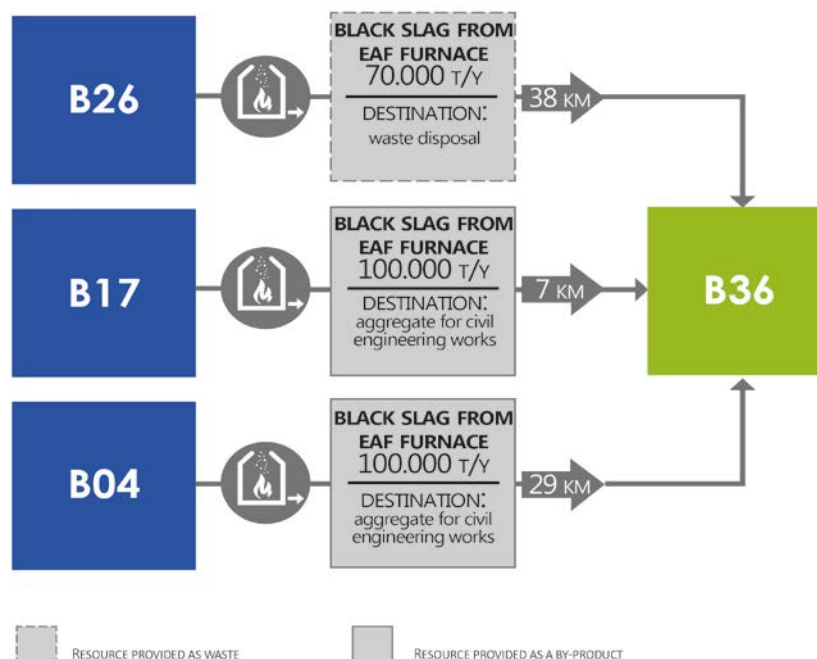 B26
BLACK SLAG FROM
EAF FURNACE
70.000 T/Y
DESTINATION:
waste disposal
38 KM
B17
BLACK SLAG FROM
EAF FURNACE
100.000 T/Y
DESTINATION:
aggregate for civil
engineering works
7 KM
B36
B04
BLACK SLAG FROM
EAF FURNACE
100.000 T/Y
DESTINATION:
aggregate for civil
engineering works
29 KM
RESOURCE PROVIDED AS WASTE
RESOURCE PROVIDED AS A BY-PRODUCT